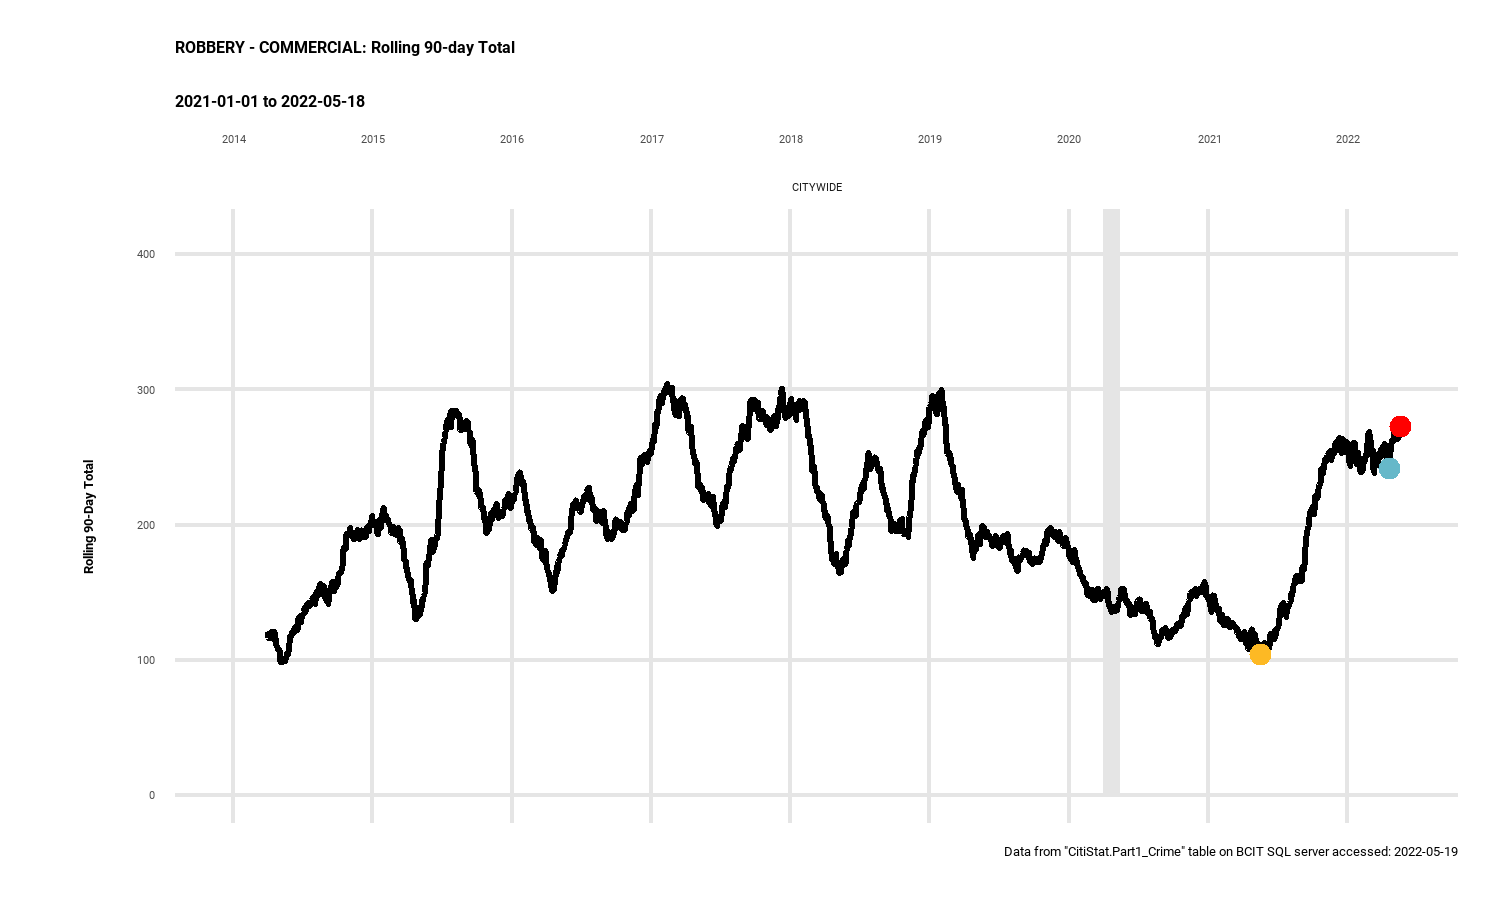 ROBBERY - COMMERCIAL: Rolling 90-day Total
2021-01-01 to 2022-05-18
2014 2015 2016 2017 2018 2019 2020 2021 2022
CITYWIDE
400
300
200
100
0
Rolling 90-Day Total
Data from "CitiStat.Part1_Crime" table on BCIT SQL server accessed: 2022-05-19